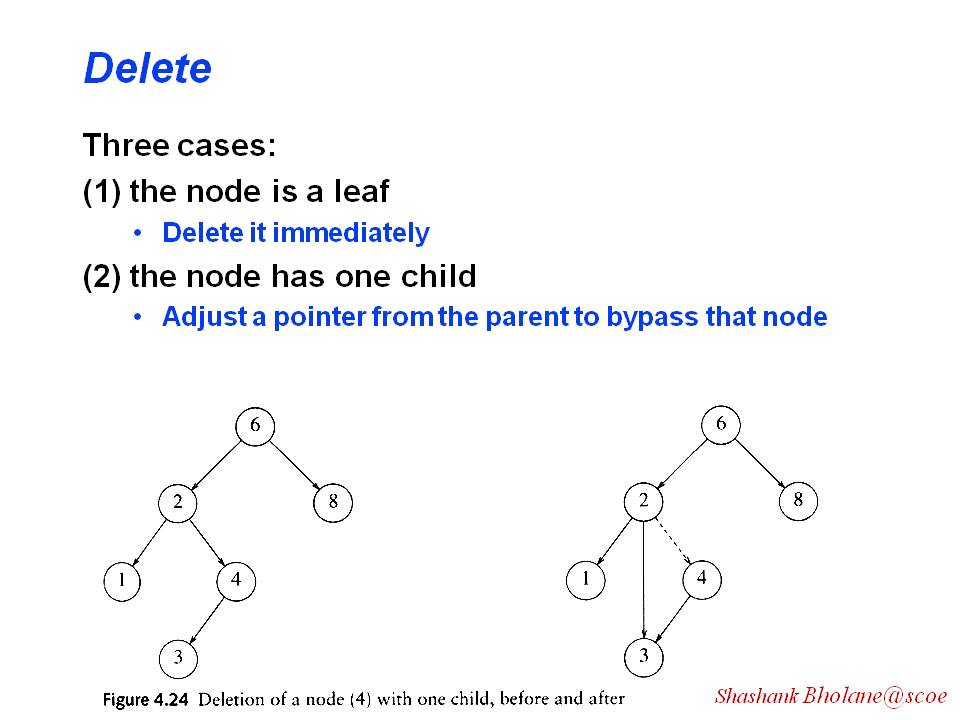 Delete
Three cases:
(1) the node is a leaf
• Delete it immediately
(2) the node has one child
• Adjust a pointer from the parent to bypass that node
6 6
2 8 2 8
1 4 1 4
3 3
Figure 4.24 Deletion of a node (4) with one child, before and after
Shashank Bholane@scoe